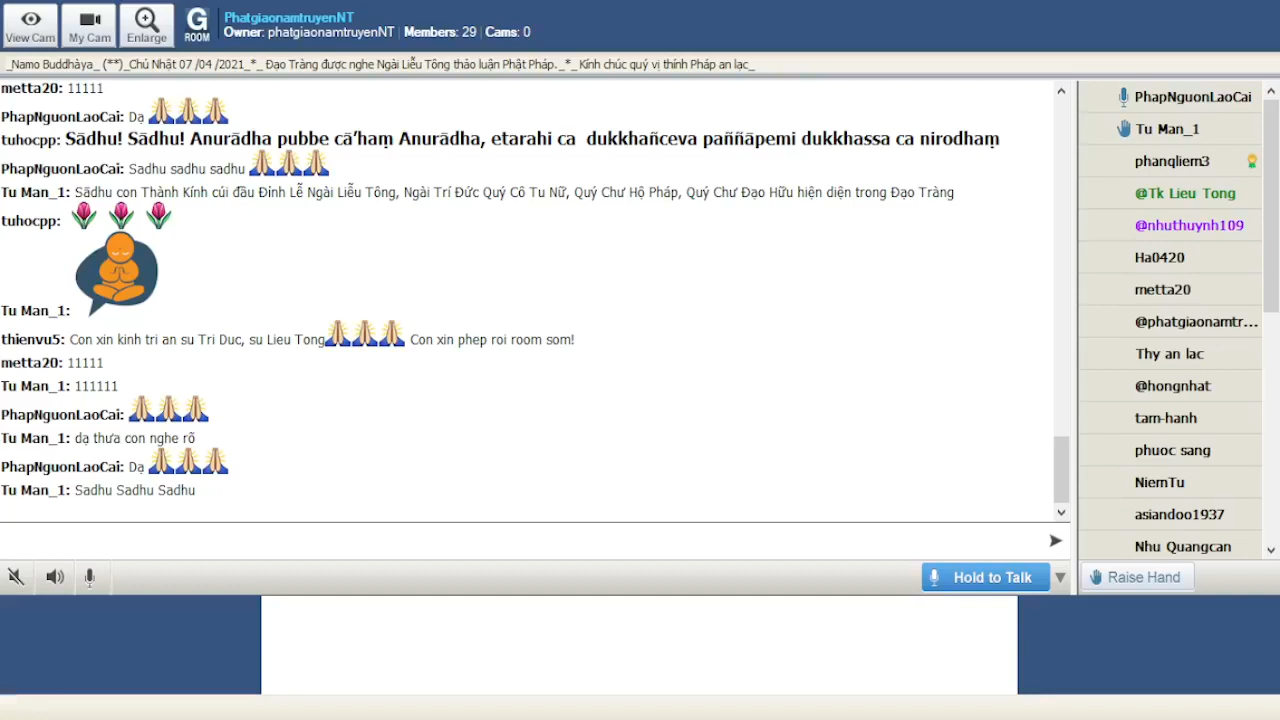 View Cam
My Cam
Enlarge
G
ROOM
PhatgiaonamtruyenNT
Owner: phatgiaonamtruyenNT | Members: 29 | Cams: 0
_Namo Buddhàya_ (**)_Chủ Nhật 07 /04 /2021_*_ Đạo Tràng được nghe Ngài Liễu Tông thảo luận Phật Pháp._*_ Kính chúc quý vị thính Pháp an lạc_
metta20: 11111
PhapNguonLaoCai: Dạ
tuhocpp: Sādhu! Sādhu! Anurādha pubbe cā’haṃ Anurādha, etarahi ca dukkhañceva paññāpemi dukkhassa ca nirodhaṃ
PhapNguonLaoCai: Sadhu sadhu sadhu
Tu Man_1: Sādhu con Thành Kính cúi đầu Đinh Lễ Ngài Liễu Tông, Ngài Trí Đức Quý Cô Tu Nữ, Quý Chư Hộ Pháp, Quý Chư Đạo Hữu hiện diện trong Đạo Tràng
tuhocpp:
Tu Man_1:
thienvu5: Con xin kinh tri an su Tri Duc, su Lieu Tong Con xin phep roi room som!
metta20: 11111
Tu Man_1: 111111
PhapNguonLaoCai:
Tu Man_1: dạ thưa con nghe rõ
PhapNguonLaoCai: Dạ
Tu Man_1: Sadhu Sadhu Sadhu
Hold to Talk
PhapNguonLaoCai
Tu Man_1
phanqliem3
@Tk Lieu Tong
@nhuthuynh109
Ha0420
metta20
@phatgiaonamtr...
Thy an lac
@hongnhat
tam-hanh
phuoc sang
NiemTu
asiandoo1937
Nhu Quangcan
Raise Hand